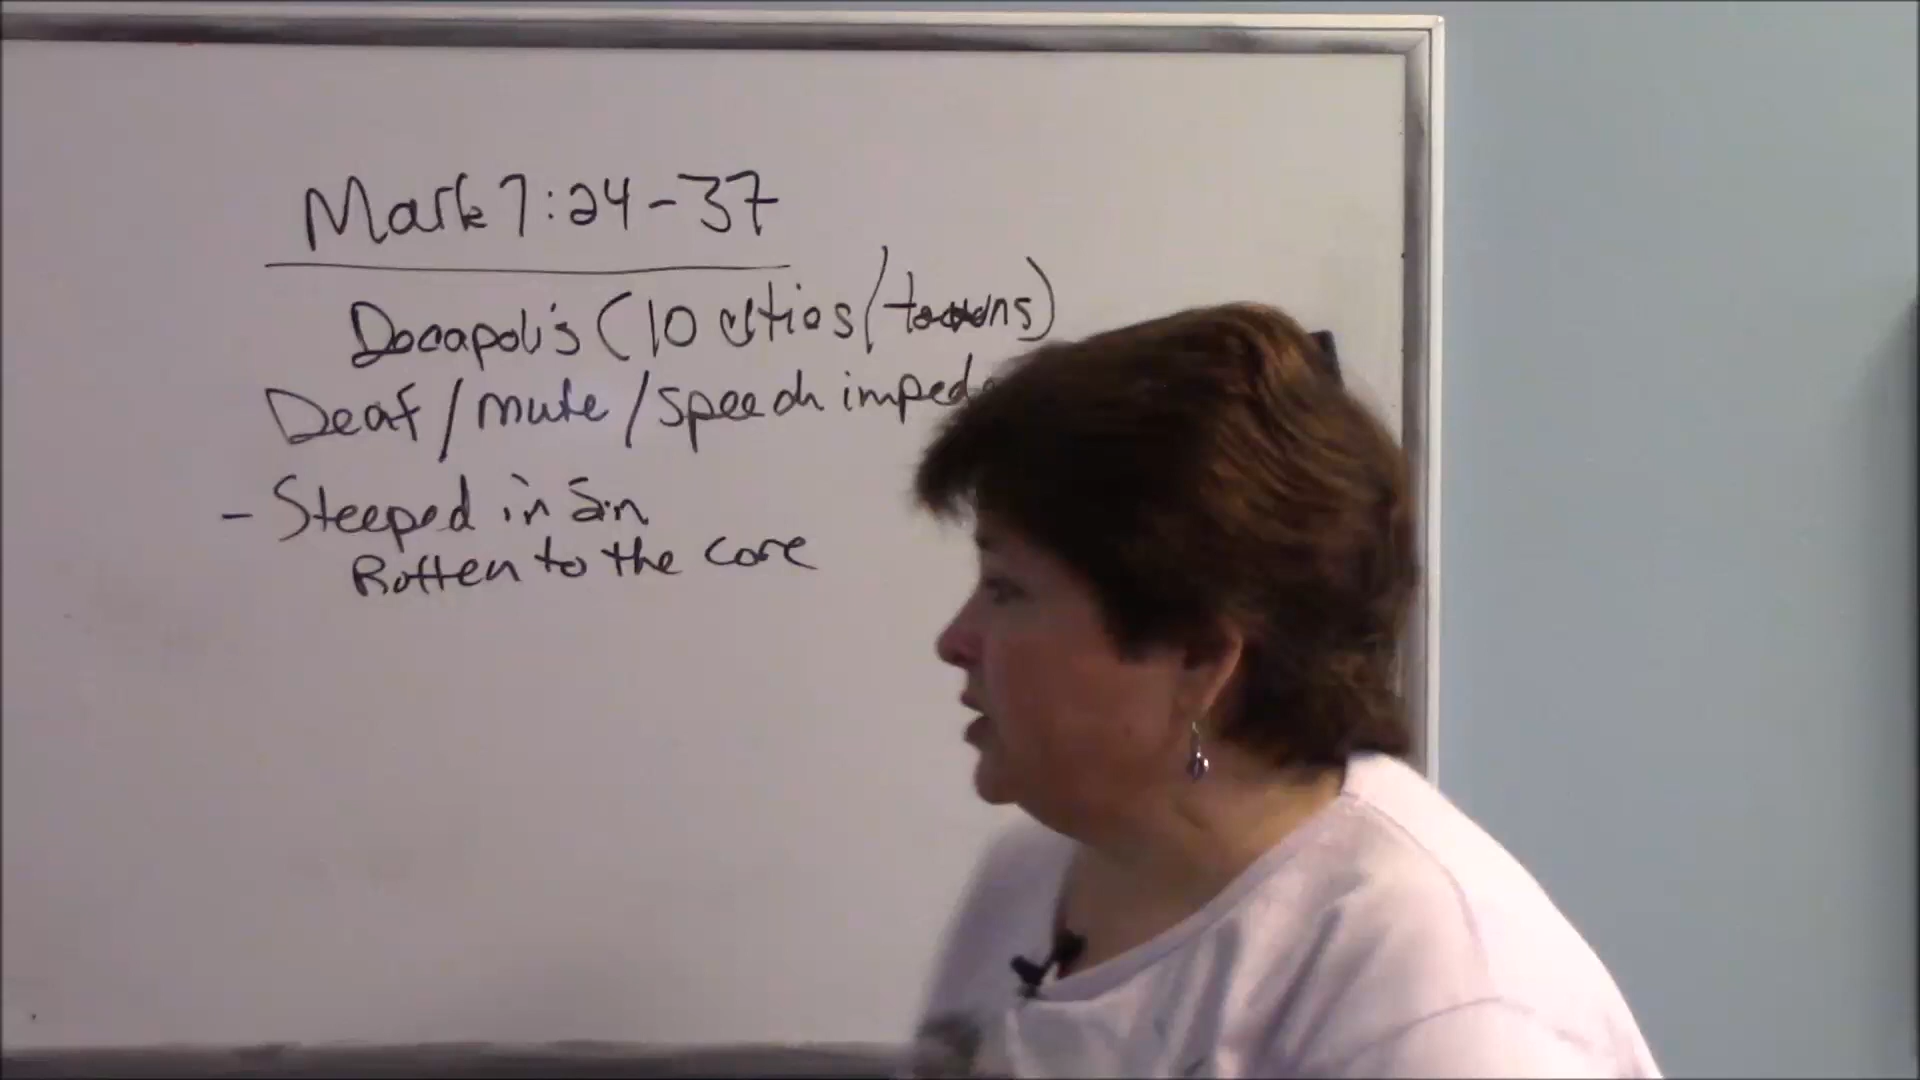 Mark 7:24-37
Decapolis (10 cities/towns)
Deaf/mute/speech imped
- Steeped in Sin
Rotten to the core